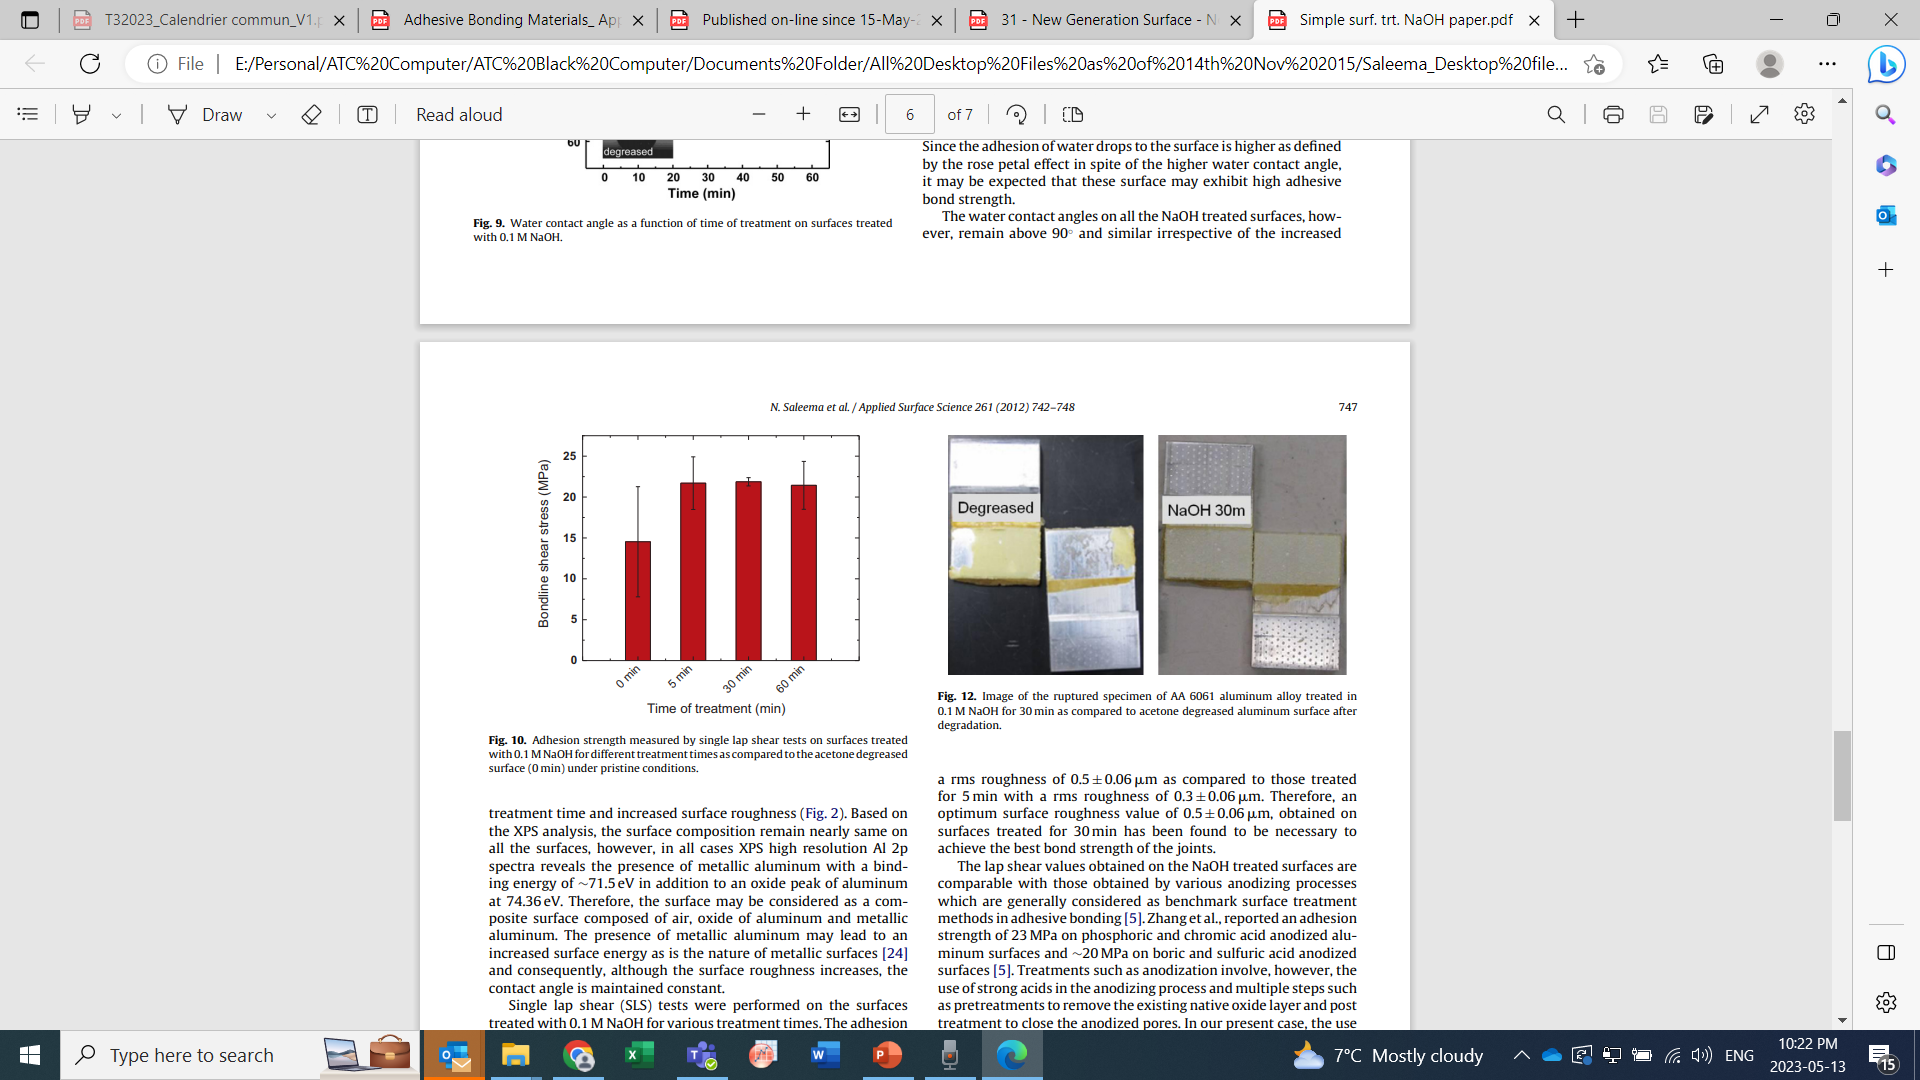 T32023_Calendrier commun_V1.p
Adhesive Bonding Materials_ App
Published on-line since 15-May-2
31 - New Generation Surface - N
Simple surf. trt. NaOH paper.pdf
File
E:/Personal/ATC%20Computer/ATC%20Black%20Computer/Documents%20Folder/All%20Desktop%20Files%20as%20of%2014th%20Nov%202015/Saleema_Desktop%20file...
Draw
Read aloud
6
of 7
60
degreased
0 10 20 30 40 50 60
Time (min)
Fig. 9. Water contact angle as a function of time of treatment on surfaces treated
with 0.1 M NaOH.
Since the adhesion of water drops to the surface is higher as defined
by the rose petal effect in spite of the higher water contact angle,
it may be expected that these surface may exhibit high adhesive
bond strength.
The water contact angles on all the NaOH treated surfaces, how-
ever, remain above 90° and similar irrespective of the increased
N. Saleema et al. / Applied Surface Science 261 (2012) 742–748
747
Bondline shear stress (MPa)
25
20
15
10
5
0
0 min
5 min
30 min
60 min
Time of treatment (min)
Fig. 10. Adhesion strength measured by single lap shear tests on surfaces treated
with 0.1 M NaOH for different treatment times as compared to the acetone degreased
surface (0 min) under pristine conditions.
treatment time and increased surface roughness (Fig. 2). Based on
the XPS analysis, the surface composition remain nearly same on
all the surfaces, however, in all cases XPS high resolution Al 2p
spectra reveals the presence of metallic aluminum with a bind-
ing energy of ~71.5 eV in addition to an oxide peak of aluminum
at 74.36 eV. Therefore, the surface may be considered as a com-
posite surface composed of air, oxide of aluminum and metallic
aluminum. The presence of metallic aluminum may lead to an
increased surface energy as is the nature of metallic surfaces [24]
and consequently, although the surface roughness increases, the
contact angle is maintained constant.
Single lap shear (SLS) tests were performed on the surfaces
treated with 0.1 M NaOH for various treatment times. The adhesion
Degreased
NaOH 30m
Fig. 12. Image of the ruptured specimen of AA 6061 aluminum alloy treated in
0.1 M NaOH for 30 min as compared to acetone degreased aluminum surface after
degradation.
a rms roughness of 0.5 ± 0.06 μm as compared to those treated
for 5 min with a rms roughness of 0.3 ± 0.06 μm. Therefore, an
optimum surface roughness value of 0.5 ± 0.06 μm, obtained on
surfaces treated for 30 min has been found to be necessary to
achieve the best bond strength of the joints.
The lap shear values obtained on the NaOH treated surfaces are
comparable with those obtained by various anodizing processes
which are generally considered as benchmark surface treatment
methods in adhesive bonding [5]. Zhang et al., reported an adhesion
strength of 23 MPa on phosphoric and chromic acid anodized alu-
minum surfaces and ~20 MPa on boric and sulfuric acid anodized
surfaces [5]. Treatments such as anodization involve, however, the
use of strong acids in the anodizing process and multiple steps such
as pretreatments to remove the existing native oxide layer and post
treatment to close the anodized pores. In our present case, the use
Type here to search
7°C Mostly cloudy
ENG
10:22 PM
2023-05-13
15